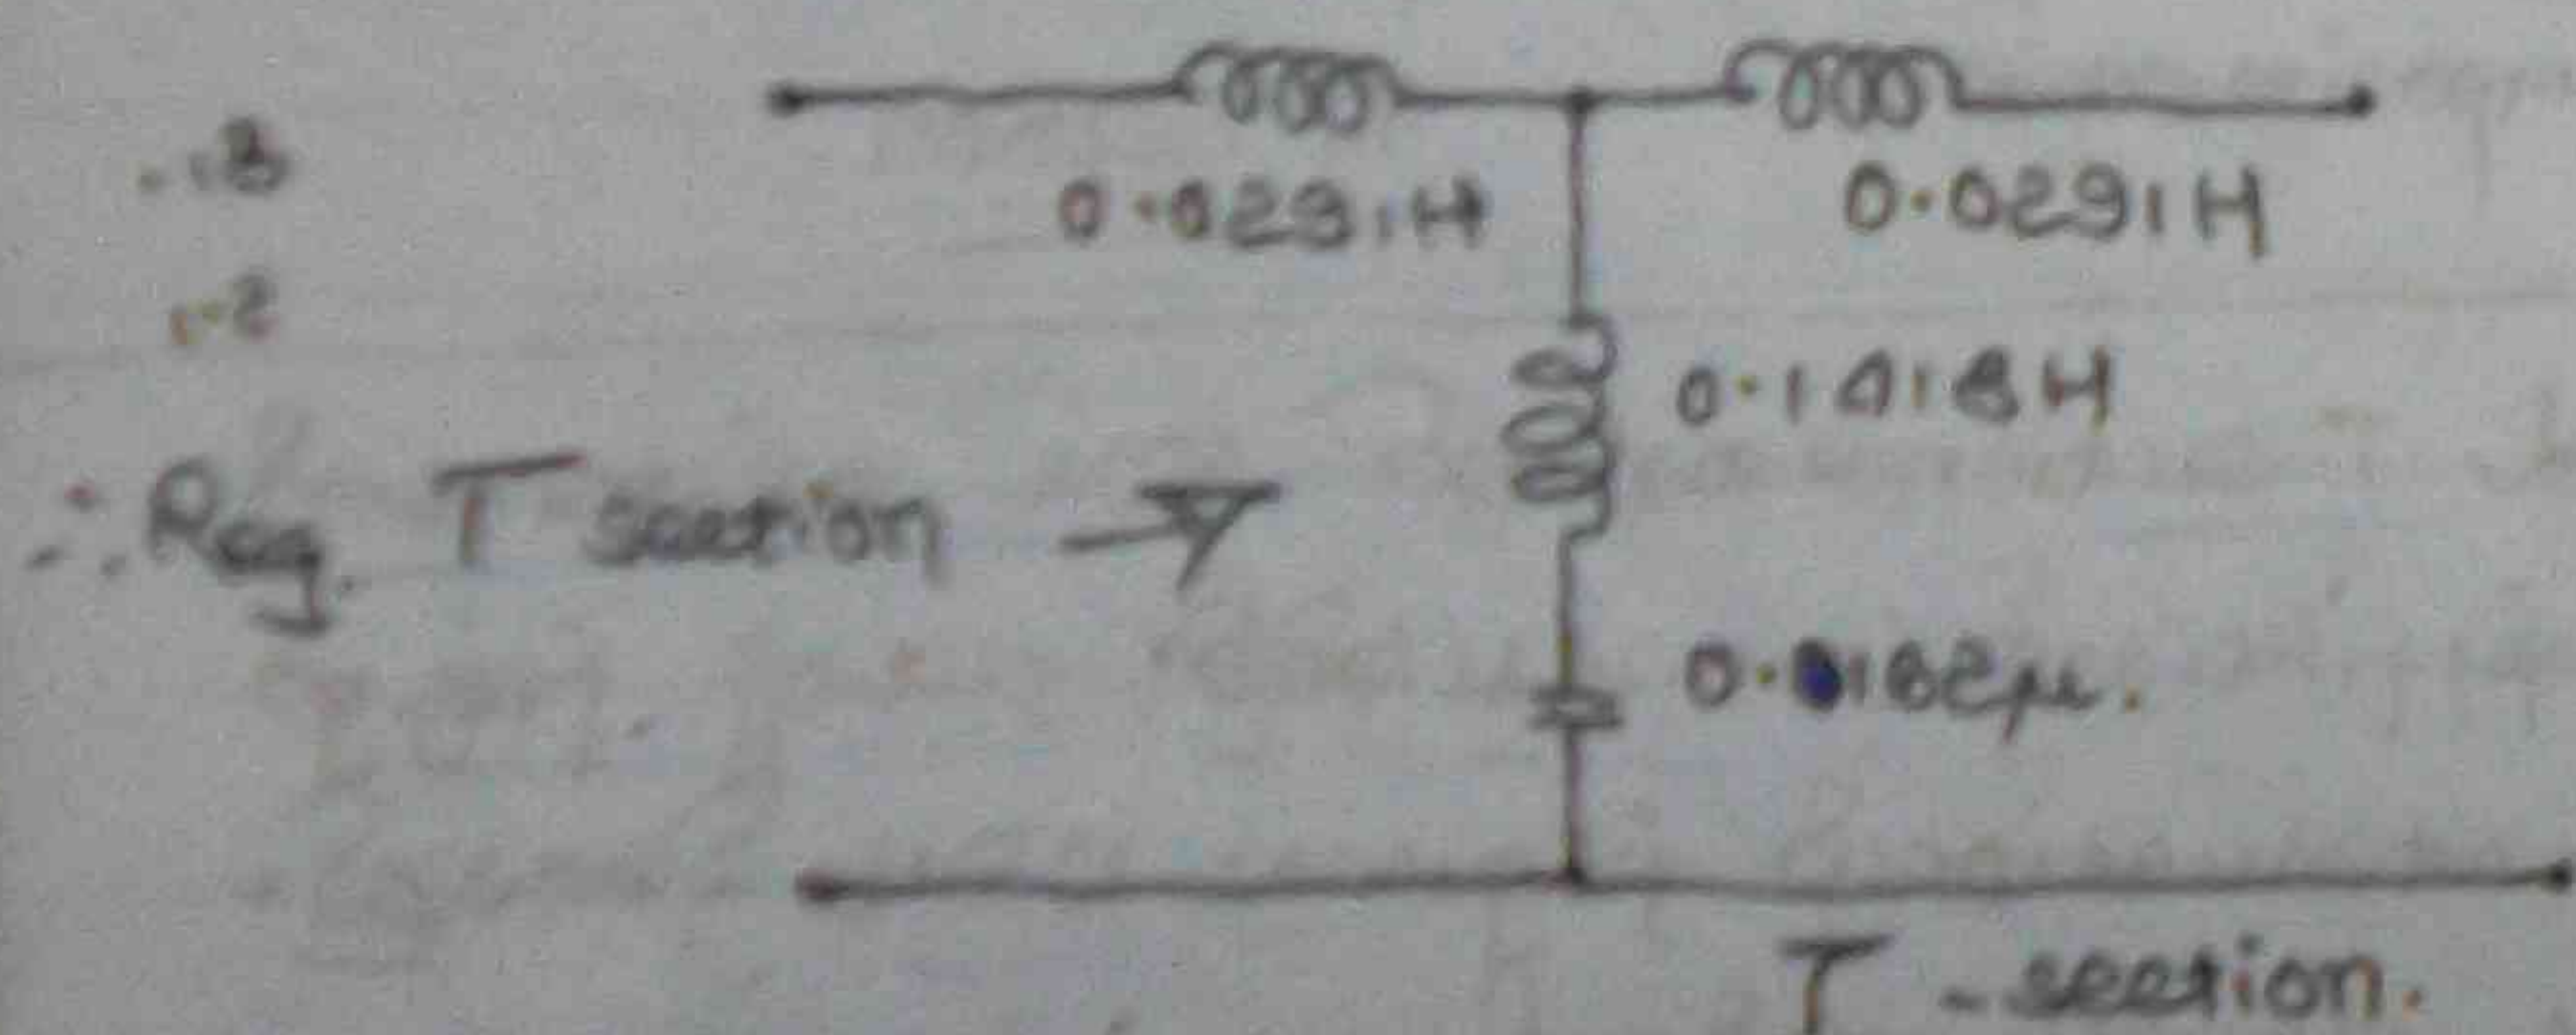 0.0291H 0.0291H
0.1418H
∴ Req. T section →
T - section.